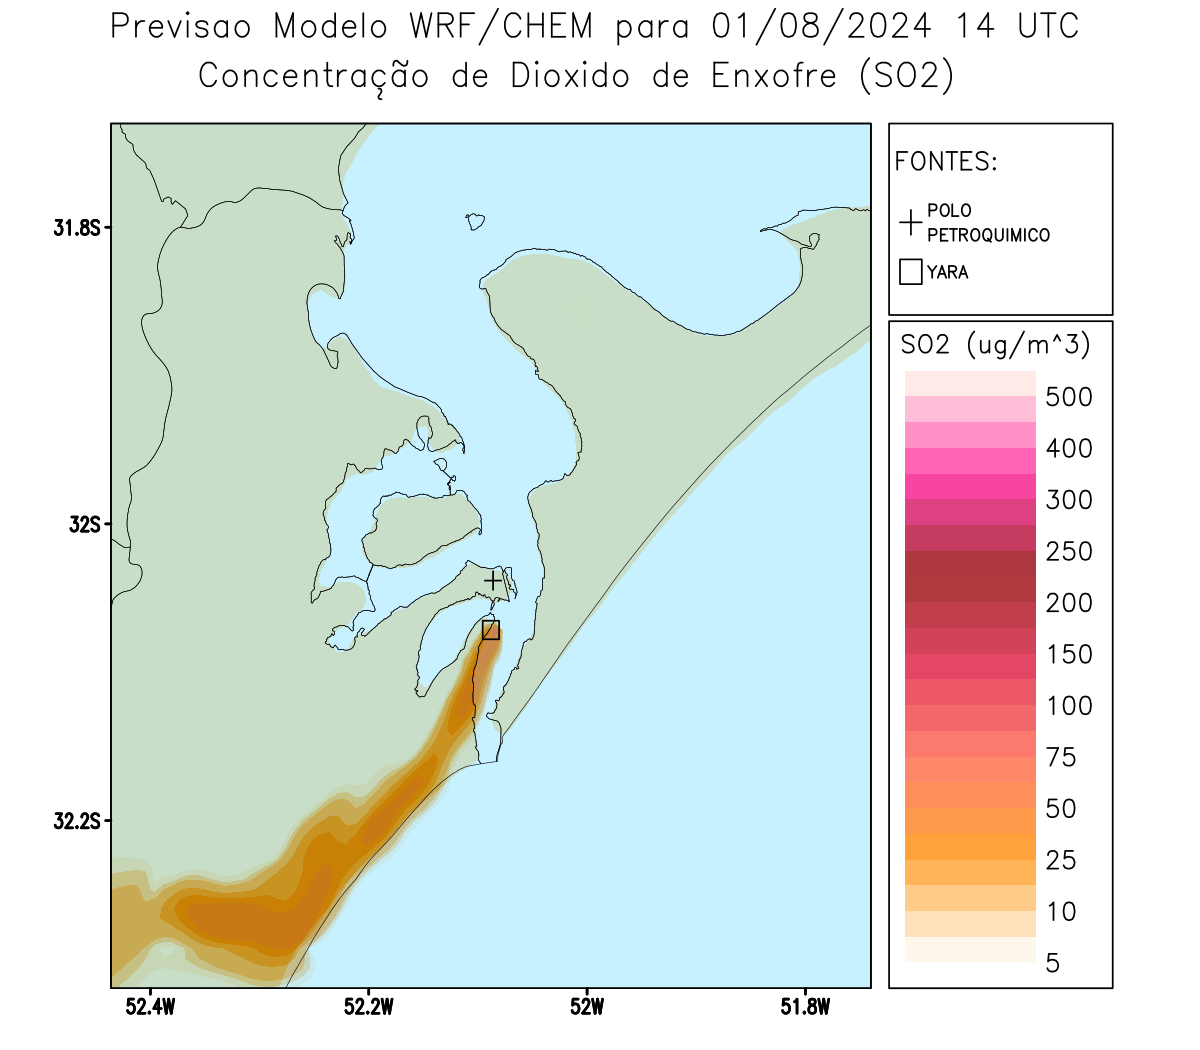 Previsao Modelo WRF/CHEM para 01/08/2024 14 UTC
Concentração de Dioxido de Enxofre (SO2)
FONTES:
POLO
PETROQUIMICO
YARA
SO2 (ug/m^3)
500
400
300
250
200
150
100
75
50
25
10
5
31.8S
32S
32.2S
52.4W
52.2W
52W
51.8W